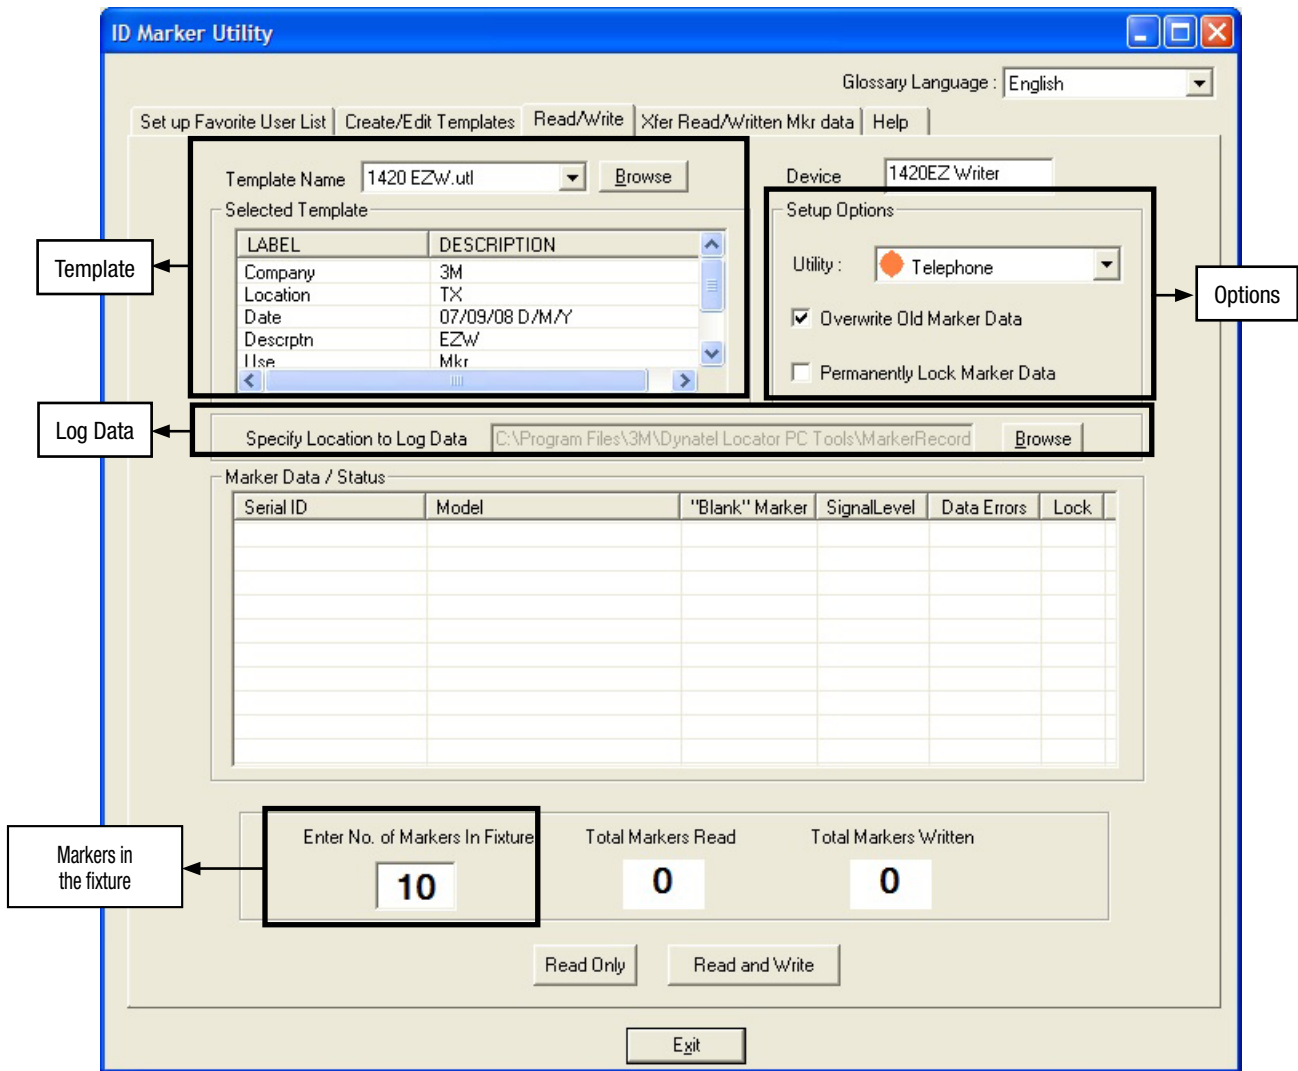 ID Marker Utility
Glossary Language : English
Set up Favorite User List Create/Edit Templates Read/Write Xfer Read/Written Mkr data Help
Template Name 1420 EZW.utl Browse Device 1420EZ Writer
Selected Template Setup Options
LABEL DESCRIPTION
Company 3M
Location TX
Date 07/09/08 D/M/Y
Descrptn EZW
Use Mkr
Utility : Telephone
Overwrite Old Marker Data
Permanently Lock Marker Data
Template
Options
Log Data
Specify Location to Log Data C:\Program Files\3M\Dynatel Locator PC Tools\MarkerRecord Browse
Marker Data / Status
Serial ID Model "Blank" Marker SignalLevel Data Errors Lock
Enter No. of Markers In Fixture Total Markers Read Total Markers Written
10 0 0
Markers in
the fixture
Read Only Read and Write
Exit